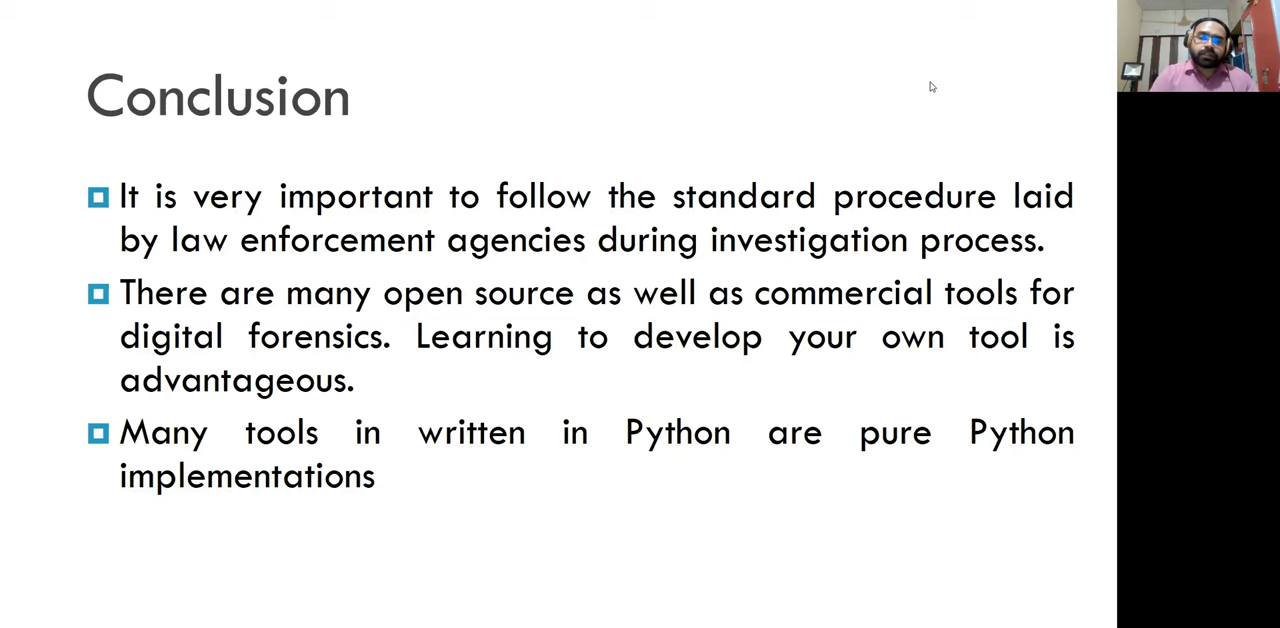 Conclusion
It is very important to follow the standard procedure laid
by law enforcement agencies during investigation process.
There are many open source as well as commercial tools for
digital forensics. Learning to develop your own tool is
advantageous.
Many tools in written in Python are pure Python
implementations